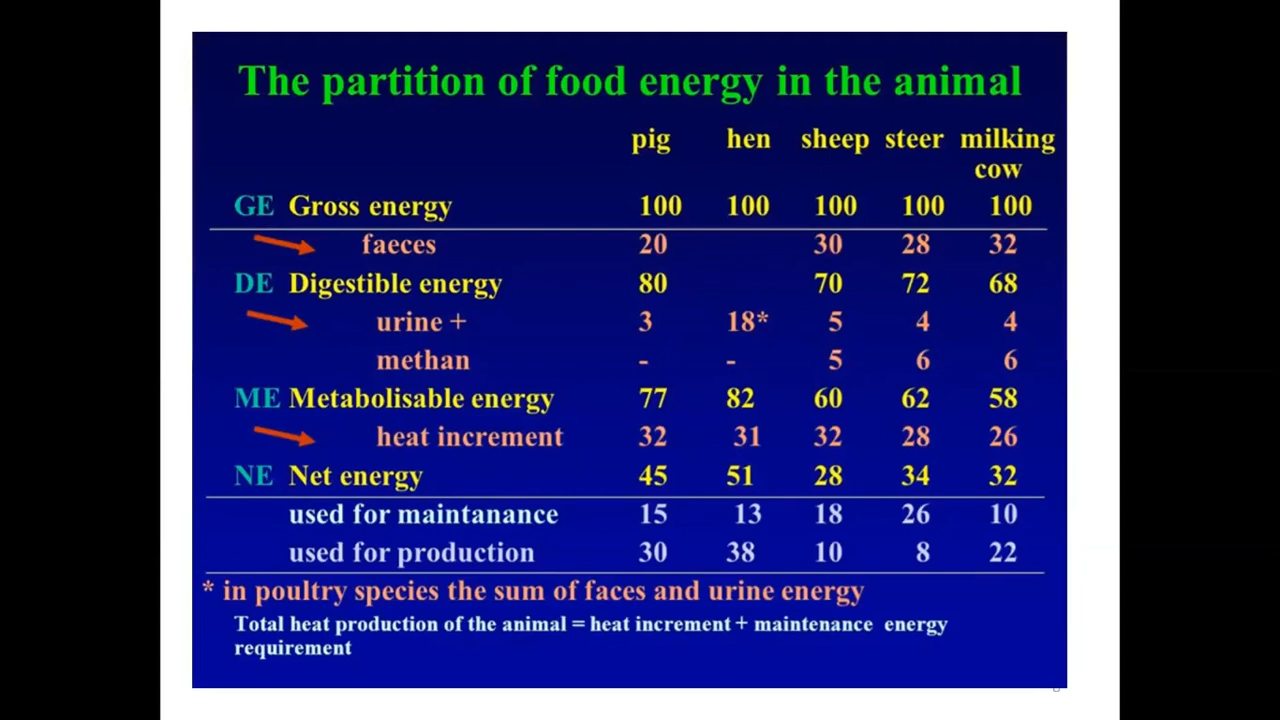 The partition of food energy in the animal
pig hen sheep steer milking
cow
GE Gross energy 100 100 100 100 100
faeces 20 30 28 32
DE Digestible energy 80 70 72 68
urine + 3 18* 5 4 4
methan - - 5 6 6
ME Metabolisable energy 77 82 60 62 58
heat increment 32 31 32 28 26
NE Net energy 45 51 28 34 32
used for maintanance 15 13 18 26 10
used for production 30 38 10 8 22
* in poultry species the sum of faces and urine energy
Total heat production of the animal = heat increment + maintenance energy
requirement